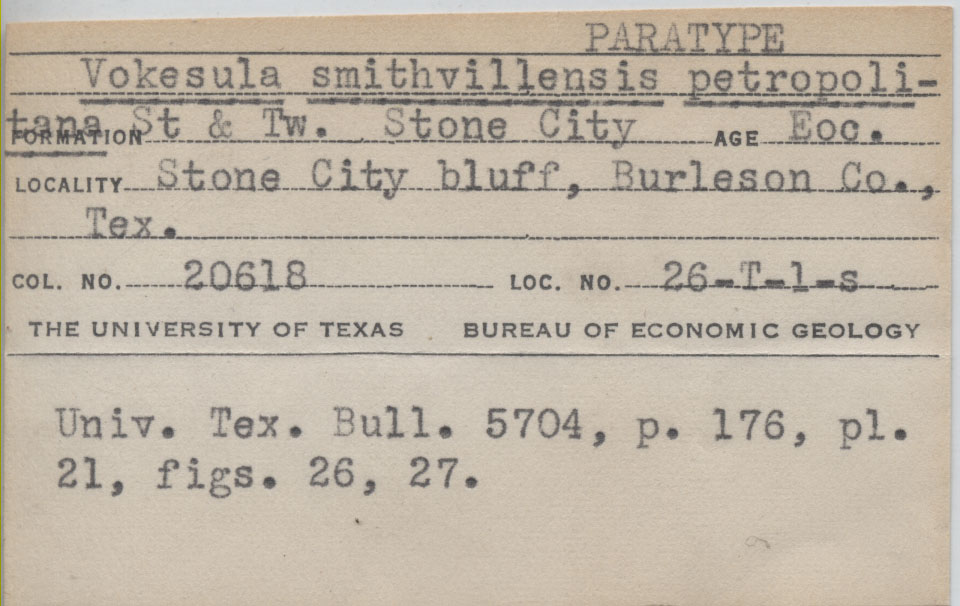 PARATYPE
Vokesula smithvillensis petropoli-
tana St & Tw. FORMATION Stone City AGE Eoc.
LOCALITY Stone City bluff, Burleson Co.,
Tex.
COL. NO. 20618 LOC. NO. 26-T-1-s
THE UNIVERSITY OF TEXAS BUREAU OF ECONOMIC GEOLOGY
Univ. Tex. Bull. 5704, p. 176, pl.
21, figs. 26, 27.